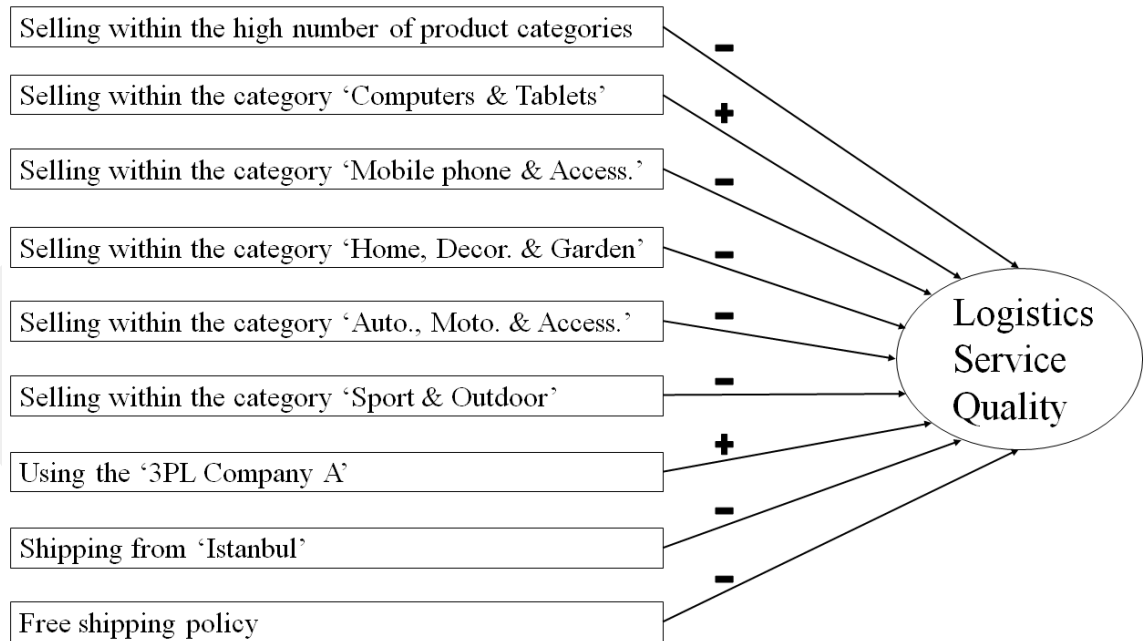 Selling within the high number of product categories
-
Selling within the category ‘Computers & Tablets’
+
Selling within the category ‘Mobile phone & Access.’
-
Selling within the category ‘Home, Decor. & Garden’
-
Selling within the category ‘Auto., Moto. & Access.’
-
Selling within the category ‘Sport & Outdoor’
-
Using the ‘3PL Company A’
+
Shipping from ‘Istanbul’
-
Free shipping policy
-
Logistics
Service
Quality